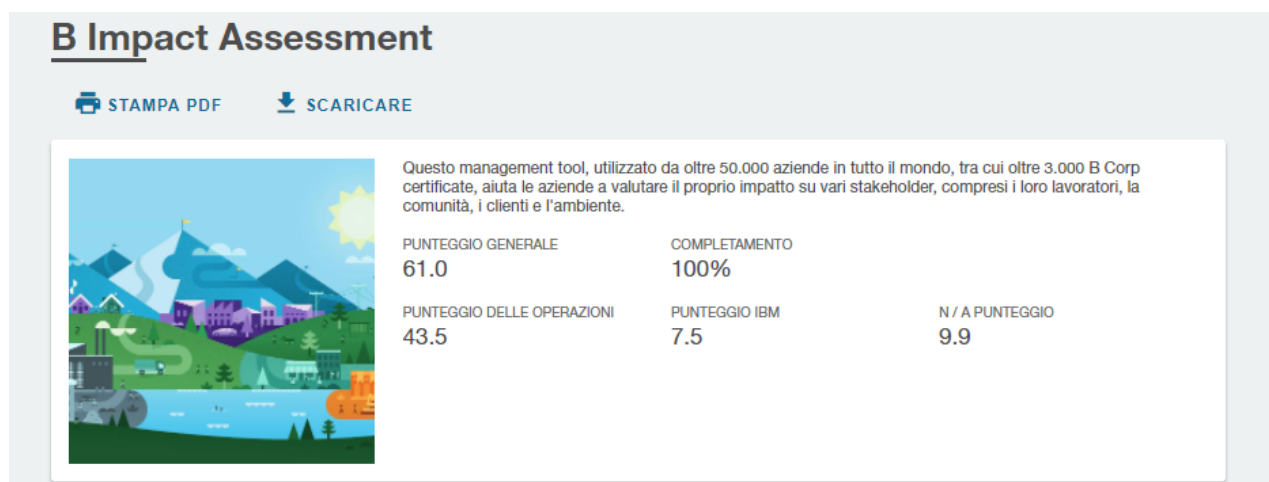 B Impact Assessment
STAMPA PDF SCARICARE
Questo management tool, utilizzato da oltre 50.000 aziende in tutto il mondo, tra cui oltre 3.000 B Corp
certificate, aiuta le aziende a valutare il proprio impatto su vari stakeholder, compresi i loro lavoratori, la
comunità, i clienti e l'ambiente.
PUNTEGGIO GENERALE COMPLETAMENTO
61.0 100%
PUNTEGGIO DELLE OPERAZIONI PUNTEGGIO IBM N / A PUNTEGGIO
43.5 7.5 9.9